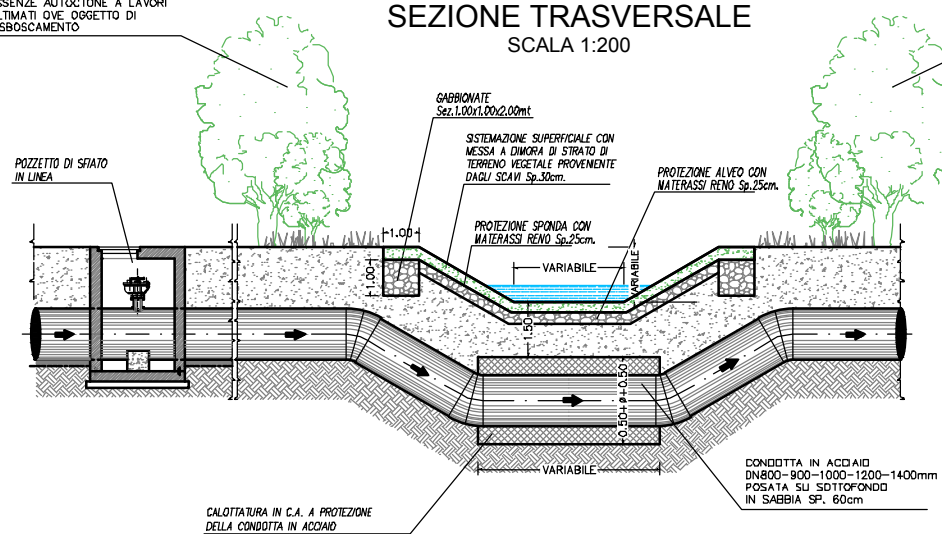 ESSENZE AUTOCTONE A LAVORI
ULTIMATI OVE OGGETTO DI
DISBOSCAMENTO
SEZIONE TRASVERSALE
SCALA 1:200
GABBIONATE
Sez.1.00x1.00x2.00mt
SISTEMAZIONE SUPERFICIALE CON
MESSA A DIMORA DI STRATO DI
TERRENO VEGETALE PROVENIENTE
DAGLI SCAVI Sp.30cm.
POZZETTO DI SFIATO
IN LINEA
PROTEZIONE ALVEO CON
MATERASSI RENO Sp.25cm.
PROTEZIONE SPONDA CON
MATERASSI RENO Sp.25cm.
1.00
1.00
VARIABILE
VARIABILE
1.50
0.50+ø+0.50
VARIABILE
CONDOTTA IN ACCIAIO
DN800-900-1000-1200-1400mm
POSATA SU SOTTOFONDO
IN SABBIA SP. 60cm
CALOTTATURA IN C.A. A PROTEZIONE
DELLA CONDOTTA IN ACCIAIO